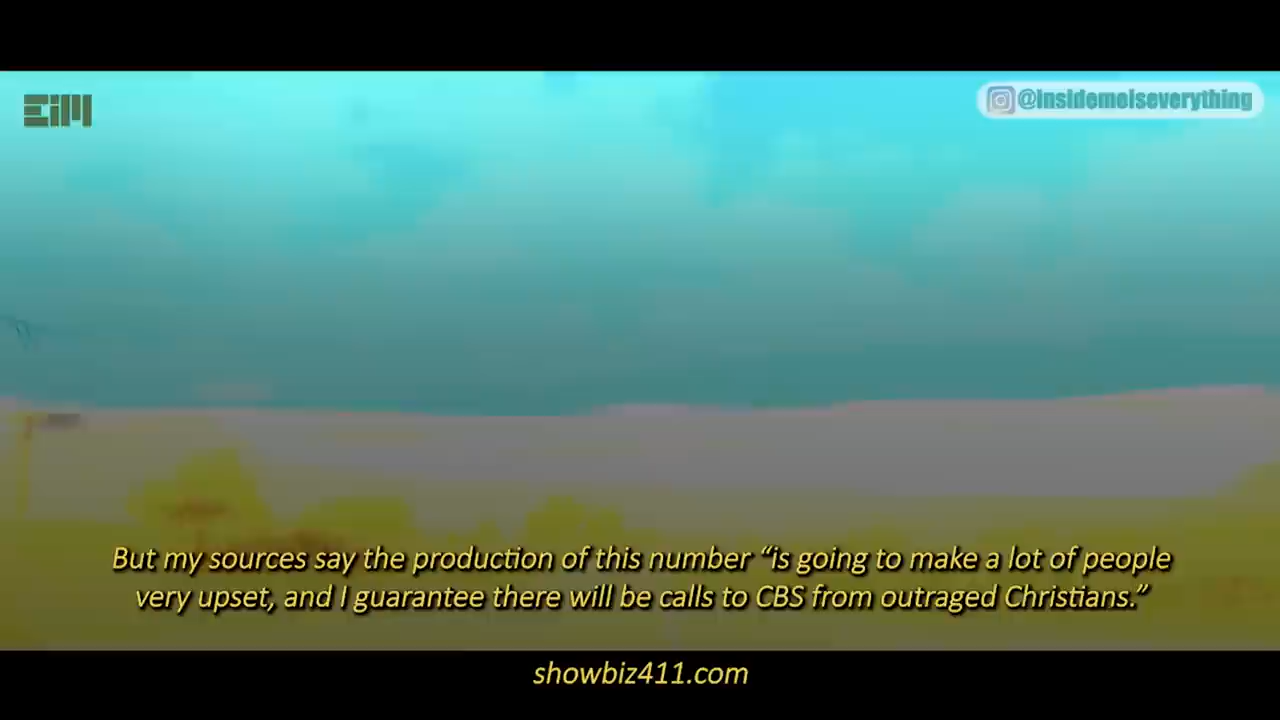 EiM
@insidemeiseverything
But my sources say the production of this number “is going to make a lot of people
very upset, and I guarantee there will be calls to CBS from outraged Christians.”
showbiz411.com